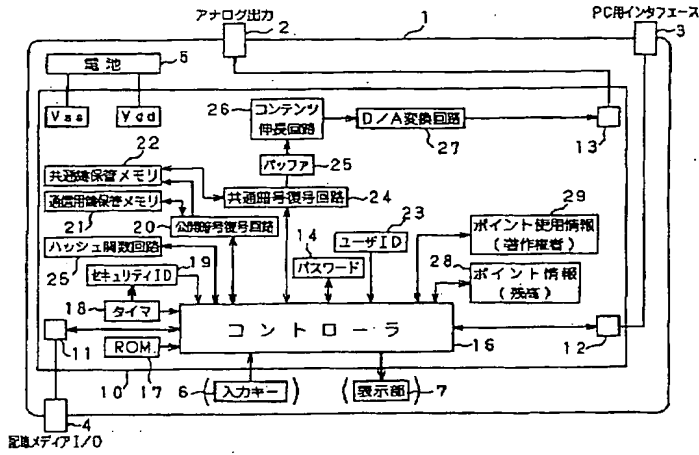 アナログ出力
2
1
PC用インタフェース
3
電池
5
Vss
Vdd
26
コンテンツ
伸長回路
D/A変換回路
27
13
22
バッファ
25
共通鍵保管メモリ
共通暗号復号回路
24
通信用鍵保管メモリ
21
20
公開暗号復号回路
23
ユーザID
29
ポイント使用情報
(著作権者)
ハッシュ関数回路
25
14
パスワード
28
ポイント情報
(残高)
セキュリティID
19
18
タイマ
コントローラ
16
11
12
ROM
17
10
6
(入力キー)
(表示部)
7
4
記憶メディアI/O